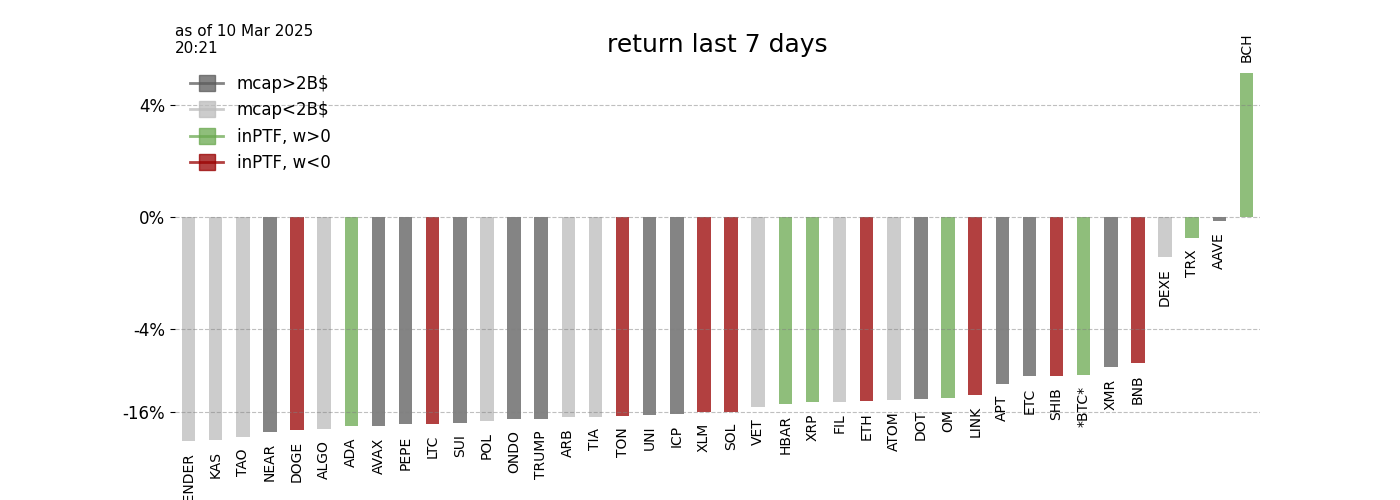 as of 10 Mar 2025
20:21
return last 7 days
mcap>2B$
mcap<2B$
inPTF, w>0
inPTF, w<0
4%
0%
-4%
-16%
ENDER
KAS
TAO
NEAR
DOGE
ALGO
ADA
AVAX
PEPE
LTC
SUI
POL
ONDO
TRUMP
ARB
TIA
TON
UNI
ICP
XLM
SOL
VET
HBAR
XRP
FIL
ETH
ATOM
DOT
OM
LINK
APT
ETC
SHIB
*BTC*
XMR
BNB
DEXE
TRX
AAVE
BCH